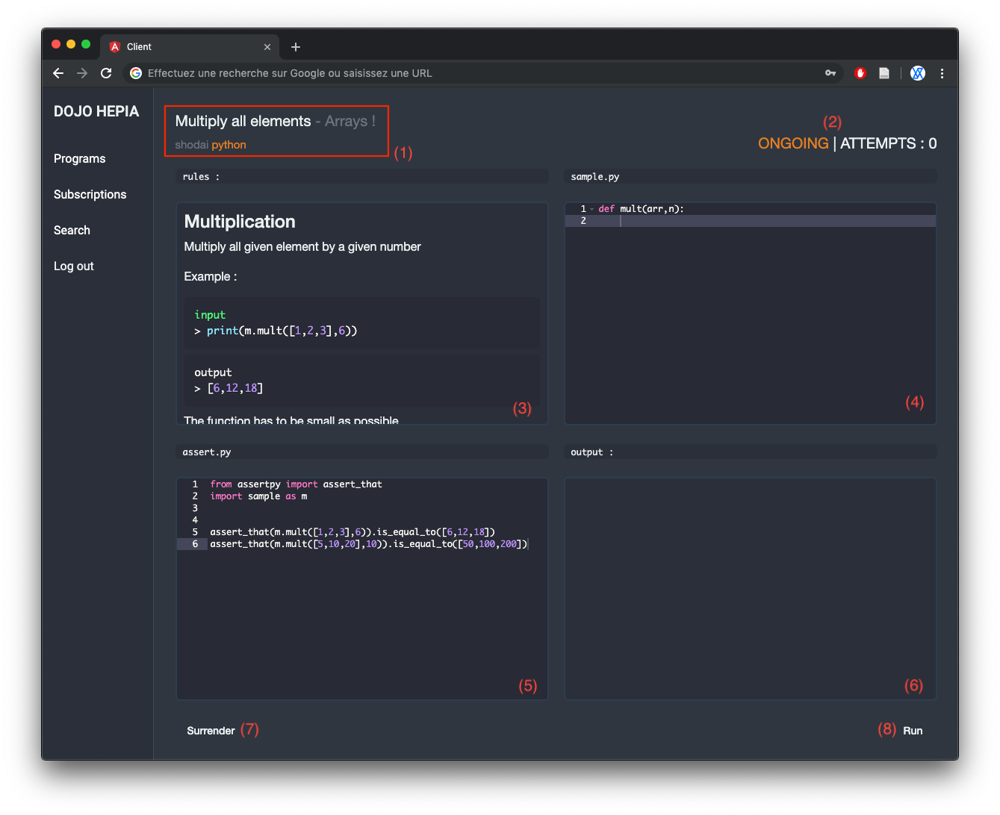 Client
Effectuez une recherche sur Google ou saisissez une URL
DOJO HEPIA
Programs
Subscriptions
Search
Log out
Multiply all elements - Arrays !
shodai python
(1)
(2)
ONGOING | ATTEMPTS : 0
rules :
Multiplication
Multiply all given element by a given number
Example :
input
> print(m.mult([1,2,3],6))
output
> [6,12,18]
The function has to be small as possible
(3)
sample.py
1 def mult(arr,n):
2
(4)
assert.py
1 from assertpy import assert_that
2 import sample as m
3
4
5 assert_that(m.mult([1,2,3],6)).is_equal_to([6,12,18])
6 assert_that(m.mult([5,10,20],10)).is_equal_to([50,100,200])
(5)
output :
(6)
Surrender (7)
(8) Run